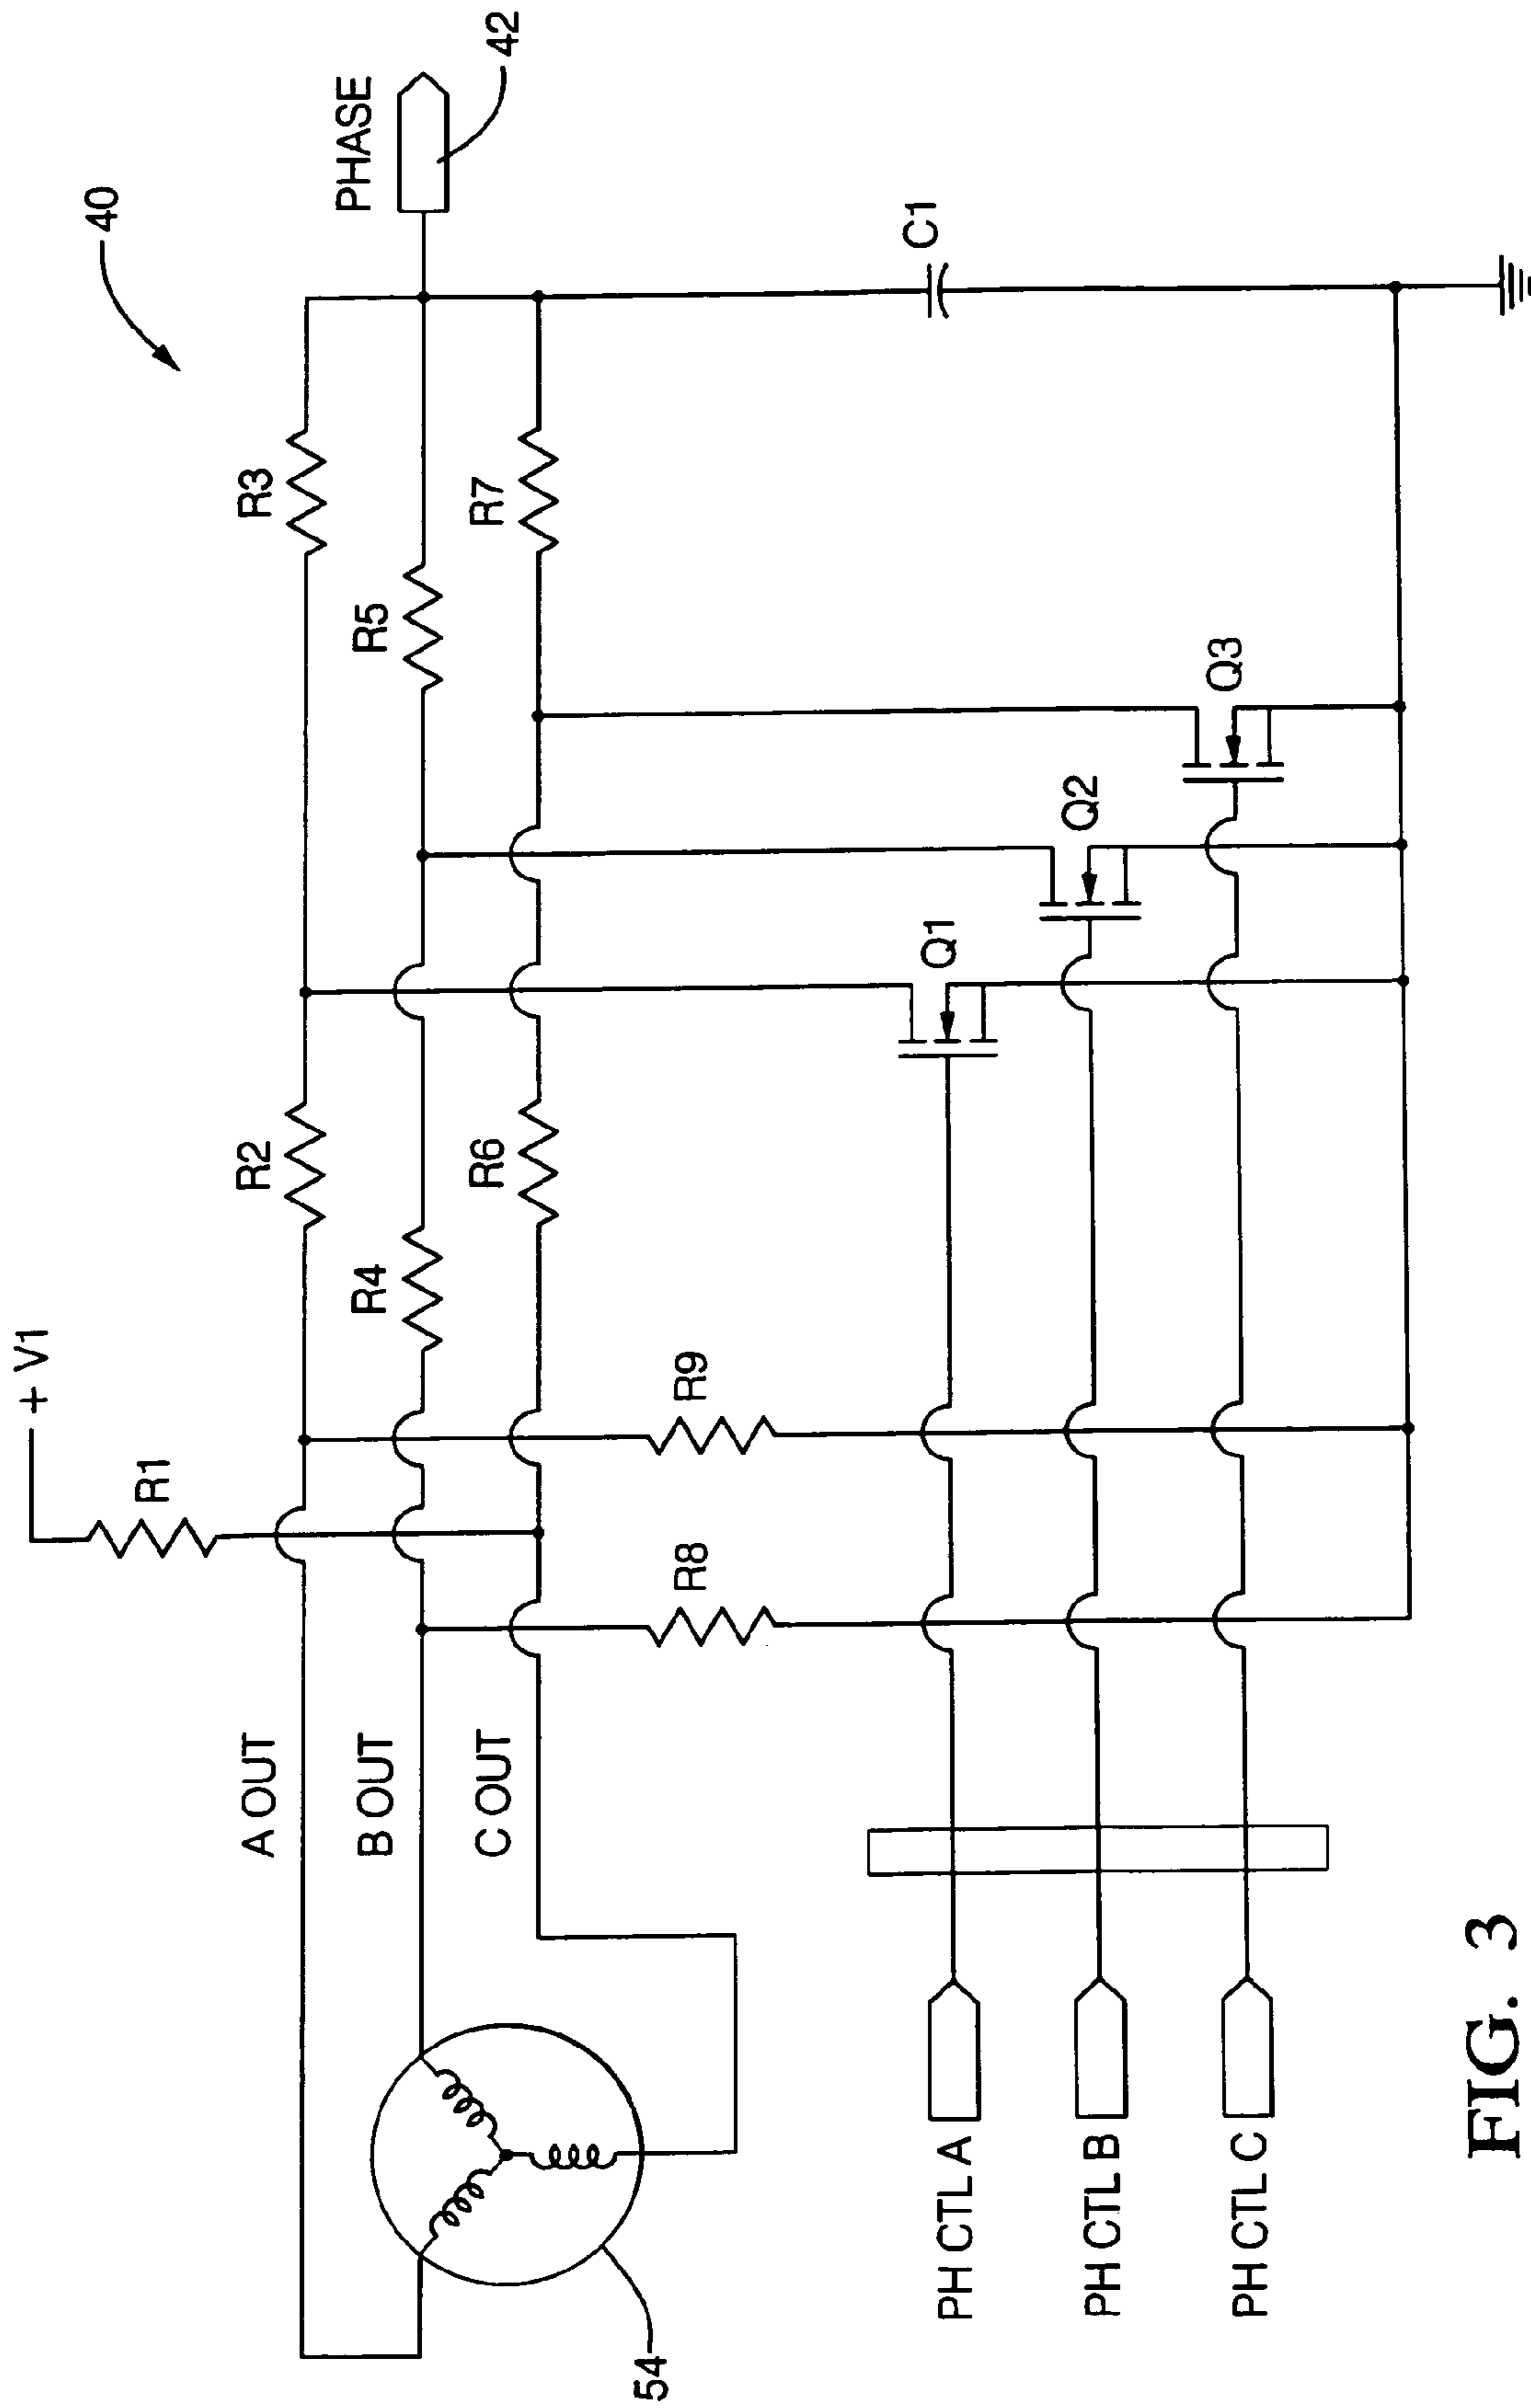 40
+ V1
R1
PHASE
42
A OUT
R2
R3
B OUT
R4
R5
C OUT
R6
R7
R8
R9
C1
54
Q1
Q2
Q3
PH CTL A
PH CTL B
PH CTL C
FIG. 3